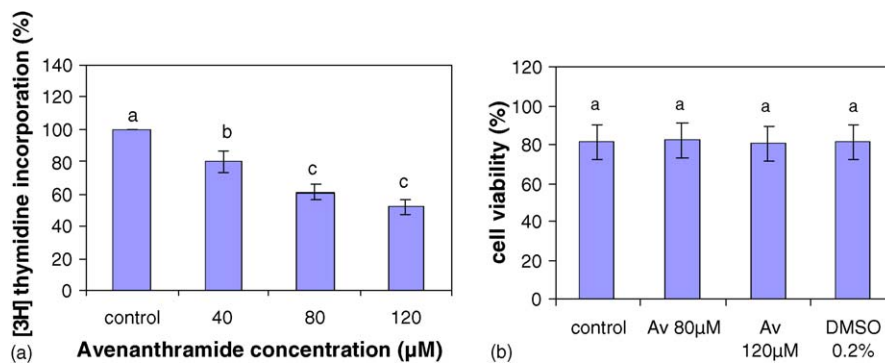 [3H] thymidine incorporation (%)
140
120
100
80
60
40
20
0
a
b
c
c
control 40 80 120
Avenanthramide concentration (µM)
(a)
cell viability (%)
120
100
80
60
40
20
0
a a a a
control Av 80µM Av 120µM DMSO 0.2%
(b)